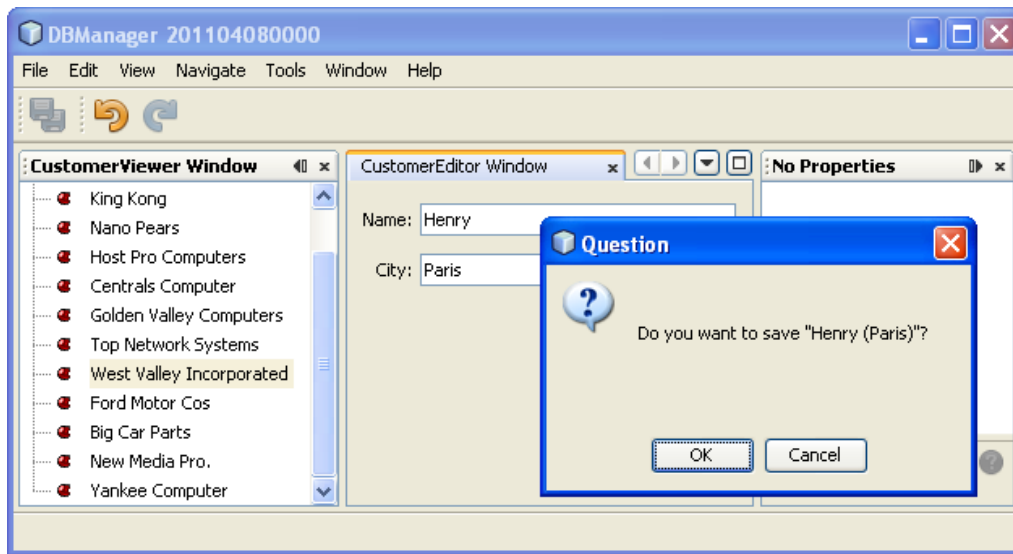 DBManager 201104080000
File Edit View Navigate Tools Window Help
CustomerViewer Window
King Kong
Nano Pears
Host Pro Computers
Centrals Computer
Golden Valley Computers
Top Network Systems
West Valley Incorporated
Ford Motor Cos
Big Car Parts
New Media Pro.
Yankee Computer
CustomerEditor Window
Name: Henry
City: Paris
No Properties
Question
Do you want to save "Henry (Paris)"?
OK Cancel